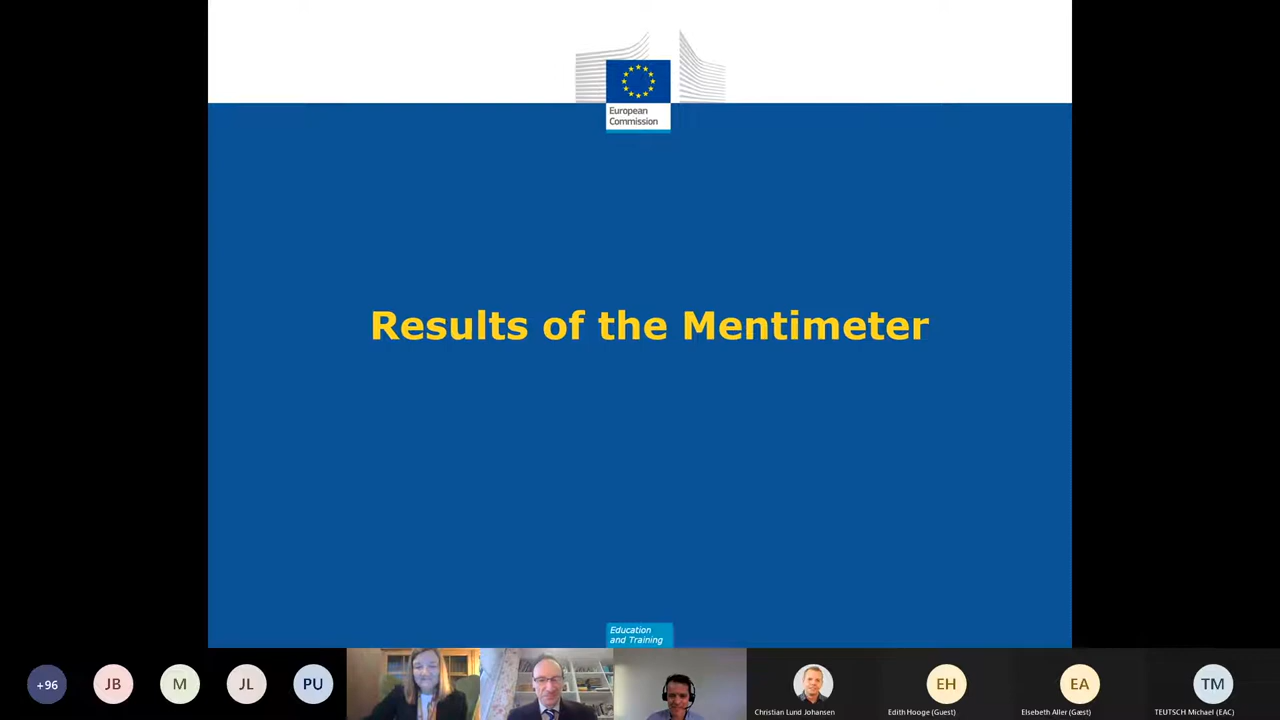 European
Commission
Results of the Mentimeter
Education
and Training
+96
JB
M
JL
PU
EH
EA
TM
Christian Lund Johansen
Edith Hooge (Guest)
Elsebeth Aller (Gæst)
TEUTSCH Michael (EAC)